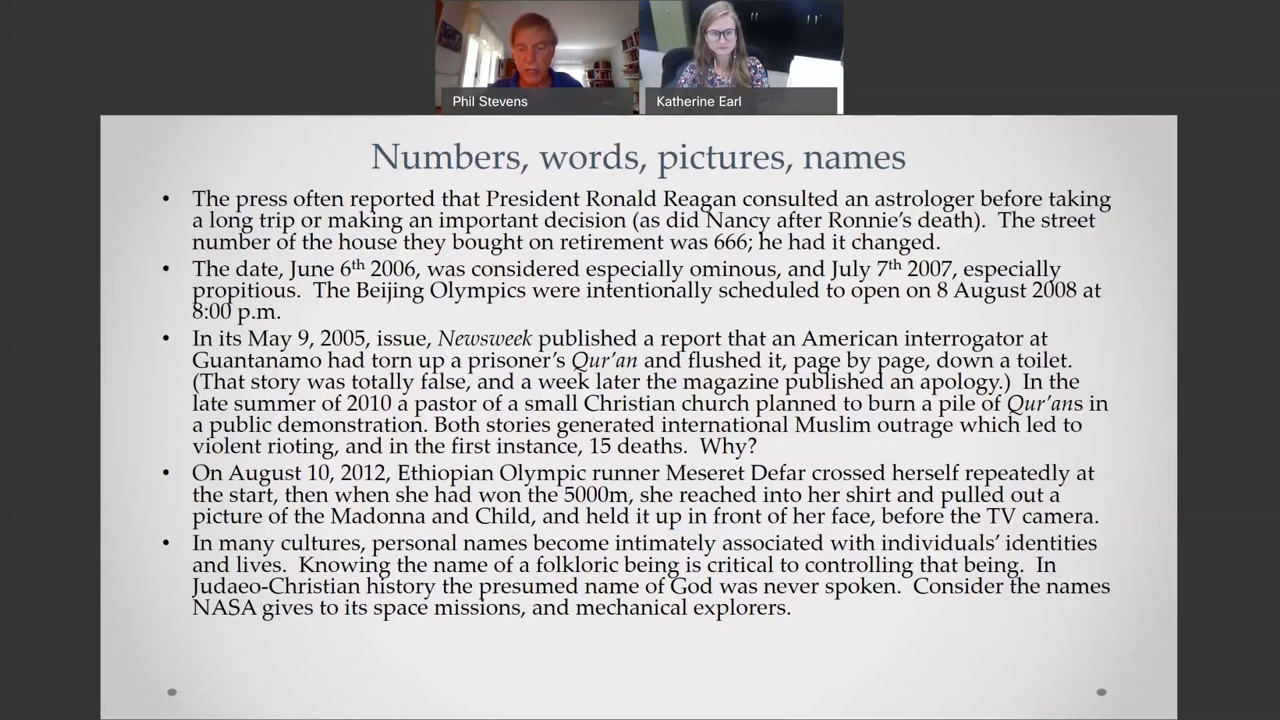 Phil Stevens
Katherine Earl
Numbers, words, pictures, names
• The press often reported that President Ronald Reagan consulted an astrologer before taking
a long trip or making an important decision (as did Nancy after Ronnie's death). The street
number of the house they bought on retirement was 666; he had it changed.
• The date, June 6th 2006, was considered especially ominous, and July 7th 2007, especially
propitious. The Beijing Olympics were intentionally scheduled to open on 8 August 2008 at
8:00 p.m.
• In its May 9, 2005, issue, Newsweek published a report that an American interrogator at
Guantanamo had torn up a prisoner's Qur'an and flushed it, page by page, down a toilet.
(That story was totally false, and a week later the magazine published an apology.) In the
late summer of 2010 a pastor of a small Christian church planned to burn a pile of Qur'ans in
a public demonstration. Both stories generated international Muslim outrage which led to
violent rioting, and in the first instance, 15 deaths. Why?
• On August 10, 2012, Ethiopian Olympic runner Meseret Defar crossed herself repeatedly at
the start, then when she had won the 5000m, she reached into her shirt and pulled out a
picture of the Madonna and Child, and held it up in front of her face, before the TV camera.
• In many cultures, personal names become intimately associated with individuals' identities
and lives. Knowing the name of a folkloric being is critical to controlling that being. In
Judaeo-Christian history the presumed name of God was never spoken. Consider the names
NASA gives to its space missions, and mechanical explorers.